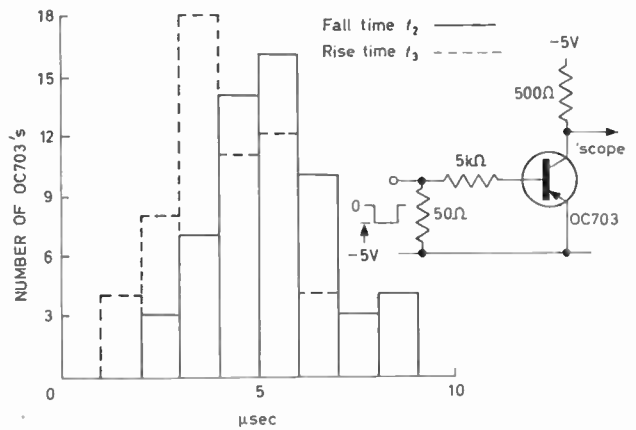 18
15
12
9
6
3
0
5
10
NUMBER OF OC703's
μsec
Fall time t₂
Rise time t₃
-5V
500Ω
'scope
5kΩ
OC703
0
50Ω
-5V